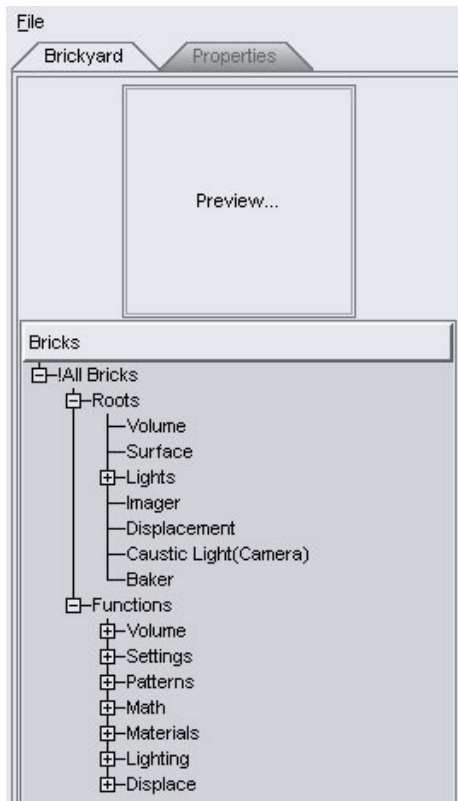 File
Brickyard Properties
Preview...
Bricks
!All Bricks
Roots
Volume
Surface
Lights
Imager
Displacement
Caustic Light(Camera)
Baker
Functions
Volume
Settings
Patterns
Math
Materials
Lighting
Displace